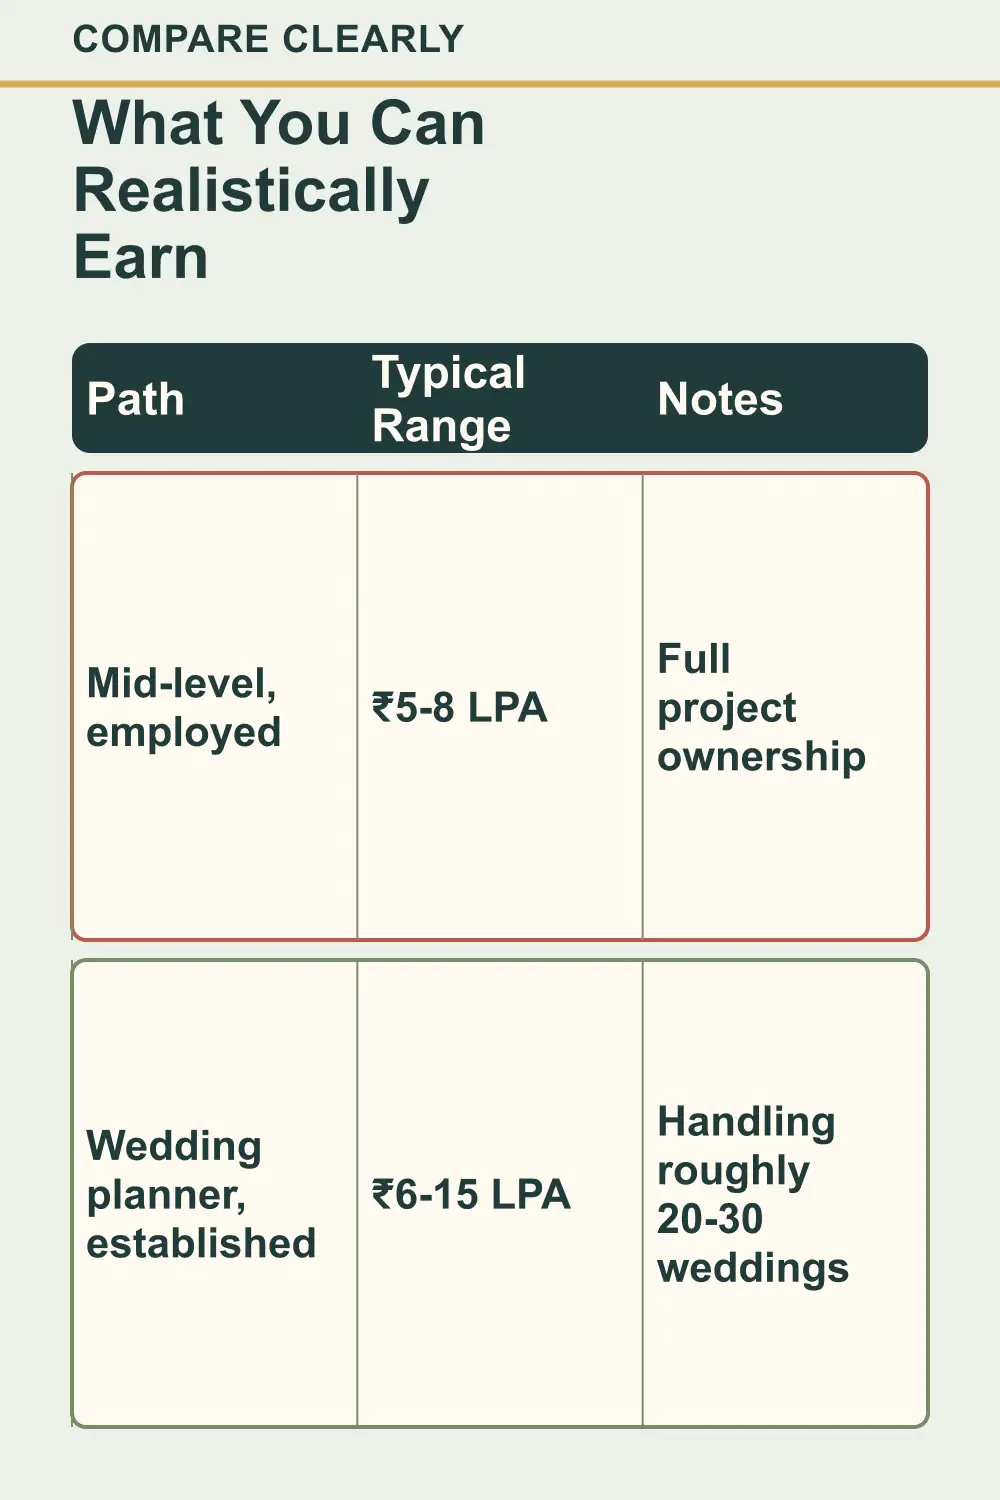 COMPARE CLEARLY
What You Can
Realistically
Earn
Path
Typical
Range
Notes
Mid-level,
employed
₹5-8 LPA
Full
project
ownership
Wedding
planner,
established
₹6-15 LPA
Handling
roughly
20-30
weddings